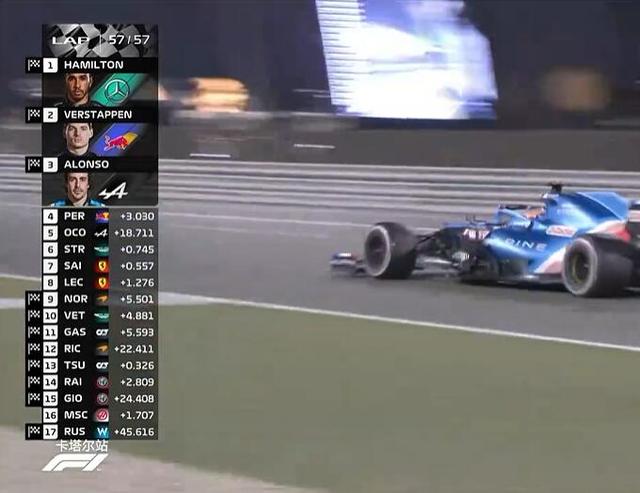 LAP 57/57
1 HAMILTON
2 VERSTAPPEN
3 ALONSO
4 PER +3.030
5 OCO +18.711
6 STR +0.745
7 SAI +0.557
8 LEC +1.276
9 NOR +5.501
10 VET +4.881
11 GAS +5.593
12 RIC +22.411
13 TSU +0.326
14 RAI +2.809
15 GIO +24.408
16 MSC +1.707
17 RUS W +45.616
卡塔尔站
F1
PINE